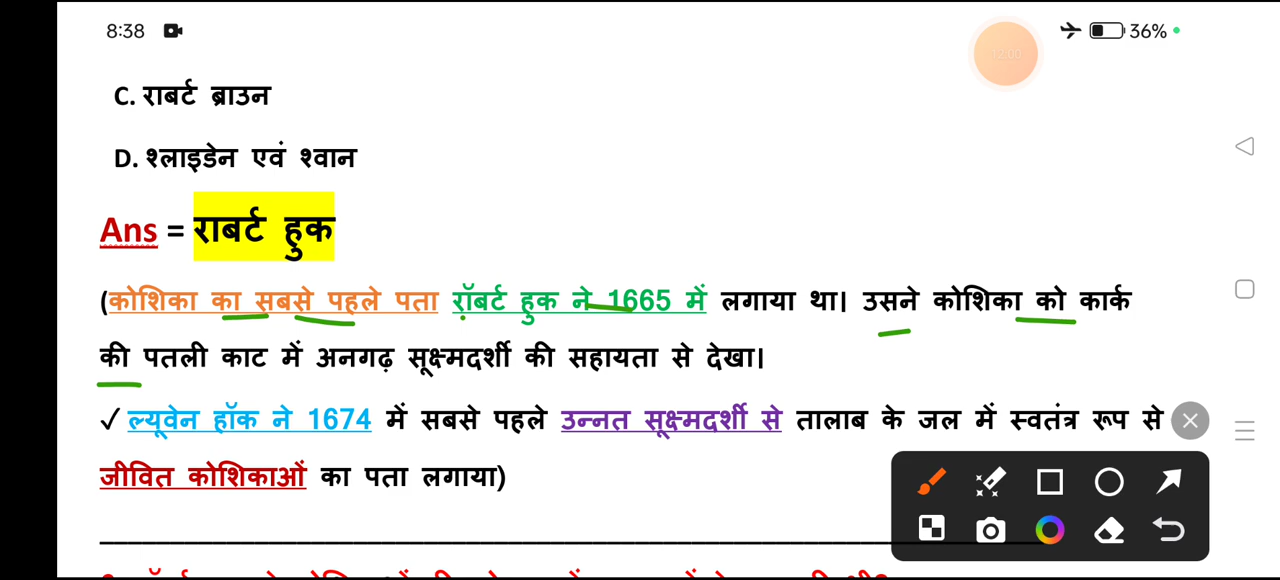 8:38
36%
C. राबर्ट ब्राउन
D. श्लाइडेन एवं श्वान
Ans = राबर्ट हुक
(कोशिका का सबसे पहले पता रॉबर्ट हुक ने 1665 में लगाया था। उसने कोशिका को कार्क
की पतली काट में अनगढ़ सूक्ष्मदर्शी की सहायता से देखा।
✓ ल्यूवेन हॉक ने 1674 में सबसे पहले उन्नत सूक्ष्मदर्शी से तालाब के जल में स्वतंत्र रूप से
जीवित कोशिकाओं का पता लगाया)